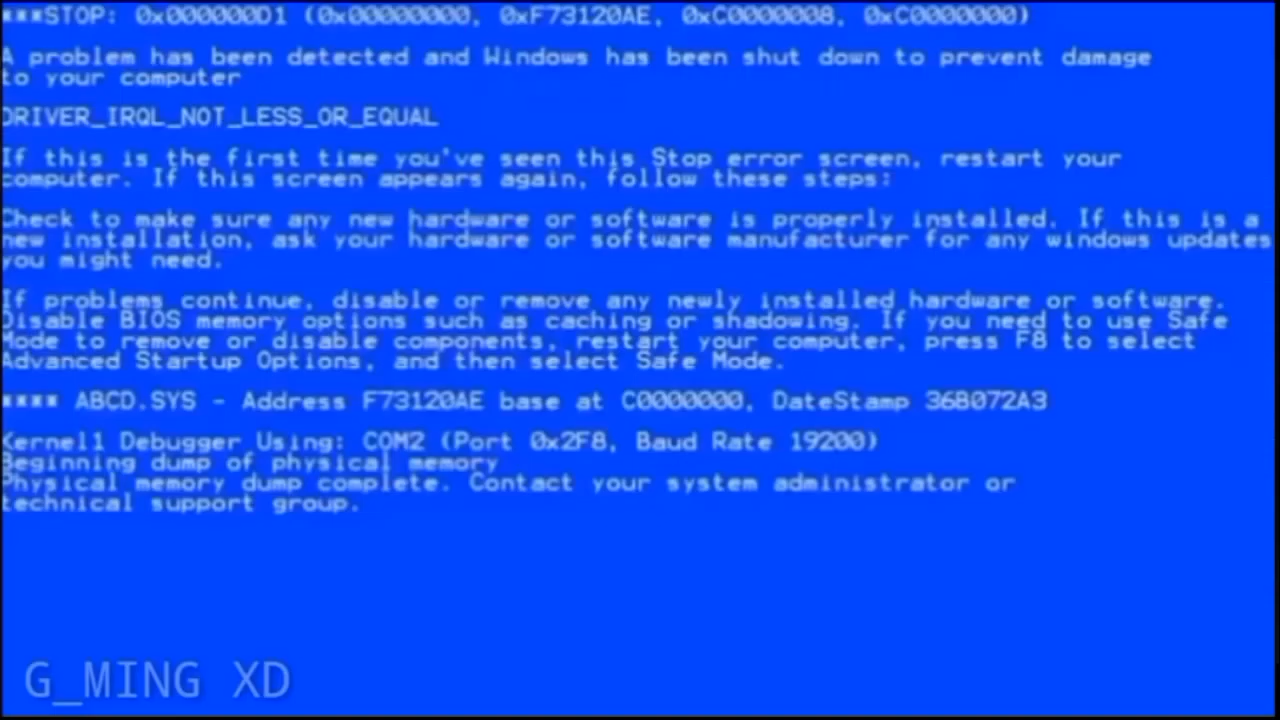 ***STOP: 0x000000D1 (0x00000000, 0xF73120AE, 0xC0000008, 0xC0000000)
A problem has been detected and Windows has been shut down to prevent damage
to your computer
DRIVER_IRQL_NOT_LESS_OR_EQUAL
If this is the first time you've seen this Stop error screen, restart your
computer. If this screen appears again, follow these steps:
Check to make sure any new hardware or software is properly installed. If this is a
new installation, ask your hardware or software manufacturer for any windows updates
you might need.
If problems continue, disable or remove any newly installed hardware or software.
Disable BIOS memory options such as caching or shadowing. If you need to use Safe
Mode to remove or disable components, restart your computer, press F8 to select
Advanced Startup Options, and then select Safe Mode.
**** ABCD.SYS - Address F73120AE base at C0000000, DateStamp 36B072A3
Kernel1 Debugger Using: COM2 (Port 0x2F8, Baud Rate 19200)
Beginning dump of physical memory
Physical memory dump complete. Contact your system administrator or
technical support group.
G_MING XD